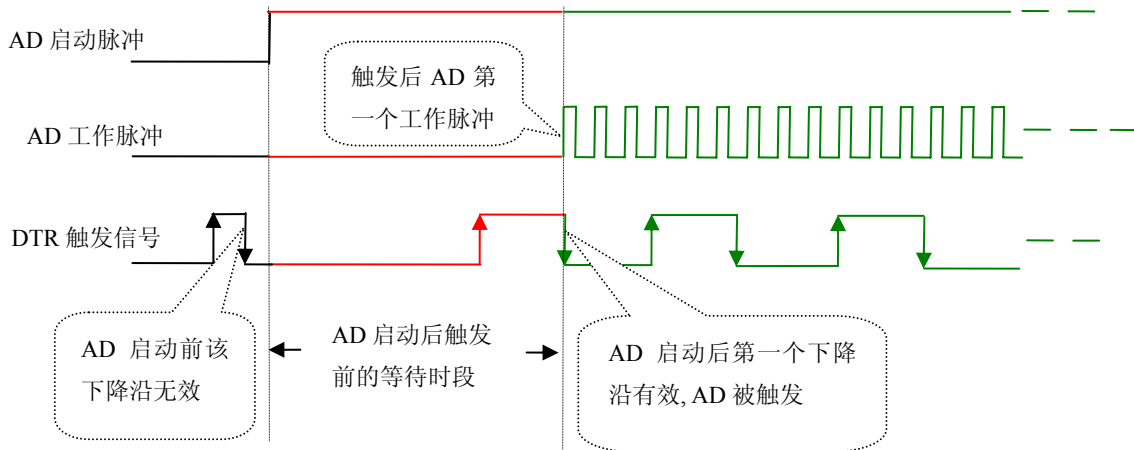 AD 启动脉冲
触发后 AD 第
一个工作脉冲
AD 工作脉冲
DTR 触发信号
AD 启动前该
下降沿无效
AD 启动后触发
前的等待时段
AD 启动后第一个下降
沿有效, AD 被触发